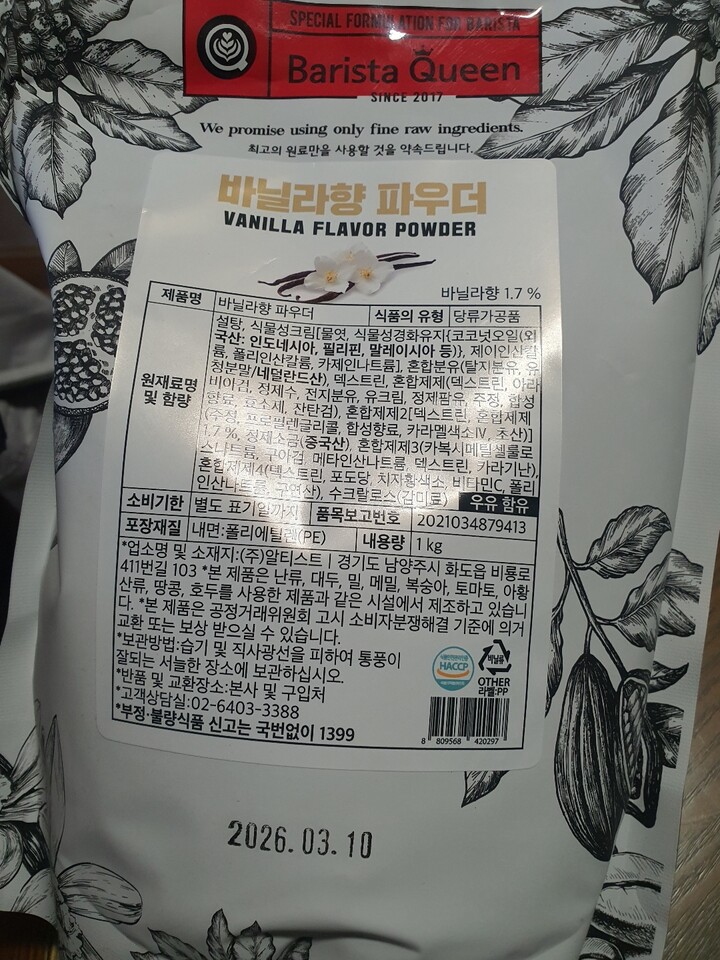 SPECIAL FORMULATION FOR BARISTA
Barista Queen
SINCE 2017
We promise using only fine raw ingredients.
최고의 원료만을 사용할 것을 약속드립니다.
바닐라향 파우더
VANILLA FLAVOR POWDER
바닐라향 1.7 %
제품명 바닐라향 파우더 식품의 유형 당류가공품
원재료명 및 함량
설탕, 식물성크림[물엿, 식물성경화유지{코코넛오일(외
국산: 인도네시아, 필리핀, 말레이시아 등)}, 제이인산칼
륨, 폴리인산칼륨, 카제인나트륨], 혼합분유(탈지분유, 유
청분말/네덜란드산), 덱스트린, 혼합제제(덱스트린, 아라
비아검, 정제수, 전지분유, 유크림, 정제팜유, 주정, 합성
향료, 효소제, 잔탄검), 혼합제제2[덱스트린, 혼합제제
(주정, 프로필렌글리콜, 합성향료, 카라멜색소IV, 초산)]
1.7 %, 정재소금(중국산), 혼합제제3(카복시메틸셀룰로
스나트륨, 구아검, 메타인산나트륨, 덱스트린, 카라기난),
혼합제제4(덱스트린, 포도당, 치자황색소, 비타민C, 폴리
인산나트륨, 구연산), 수크랄로스(감미료) 우유 함유
소비기한 별도 표기일까지 품목보고번호 2021034879413
포장재질 내면:폴리에틸렌(PE) 내용량 1 kg
*업소명 및 소재지:(주)알티스트 | 경기도 남양주시 화도읍 비룡로
411번길 103 *본 제품은 난류, 대두, 밀, 메밀, 복숭아, 토마토, 아황
산류, 땅콩, 호두를 사용한 제품과 같은 시설에서 제조하고 있습니
다. *본 제품은 공정거래위원회 고시 소비자분쟁해결 기준에 의거
교환 또는 보상 받으실 수 있습니다.
*보관방법:습기 및 직사광선을 피하여 통풍이
잘되는 서늘한 장소에 보관하십시오.
*반품 및 교환장소:본사 및 구입처
*고객상담실:02-6403-3388
*부정·불량식품 신고는 국번없이 1399
HACCP
비닐류
OTHER
라벨:PP
8 809568 420297
2026.03.10